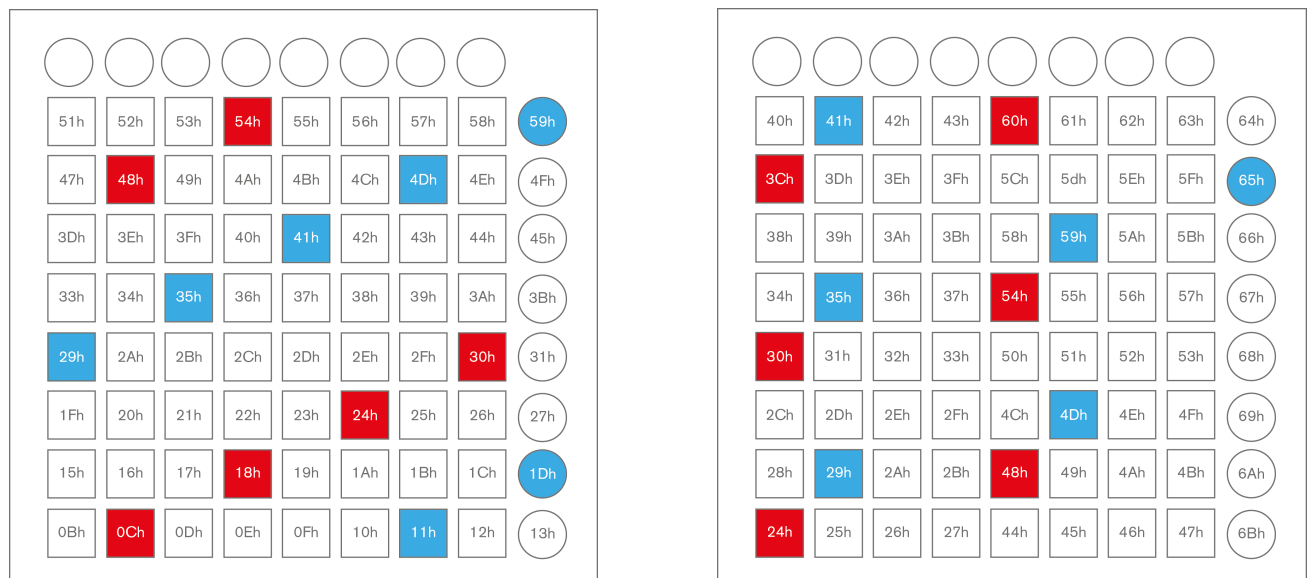 51h 52h 53h 54h 55h 56h 57h 58h 59h
47h 48h 49h 4Ah 4Bh 4Ch 4Dh 4Eh 4Fh
3Dh 3Eh 3Fh 40h 41h 42h 43h 44h 45h
33h 34h 35h 36h 37h 38h 39h 3Ah 3Bh
29h 2Ah 2Bh 2Ch 2Dh 2Eh 2Fh 30h 31h
1Fh 20h 21h 22h 23h 24h 25h 26h 27h
15h 16h 17h 18h 19h 1Ah 1Bh 1Ch 1Dh
0Bh 0Ch 0Dh 0Eh 0Fh 10h 11h 12h 13h
40h 41h 42h 43h 60h 61h 62h 63h 64h
3Ch 3Dh 3Eh 3Fh 5Ch 5dh 5Eh 5Fh 65h
38h 39h 3Ah 3Bh 58h 59h 5Ah 5Bh 66h
34h 35h 36h 37h 54h 55h 56h 57h 67h
30h 31h 32h 33h 50h 51h 52h 53h 68h
2Ch 2Dh 2Eh 2Fh 4Ch 4Dh 4Eh 4Fh 69h
28h 29h 2Ah 2Bh 48h 49h 4Ah 4Bh 6Ah
24h 25h 26h 27h 44h 45h 46h 47h 6Bh